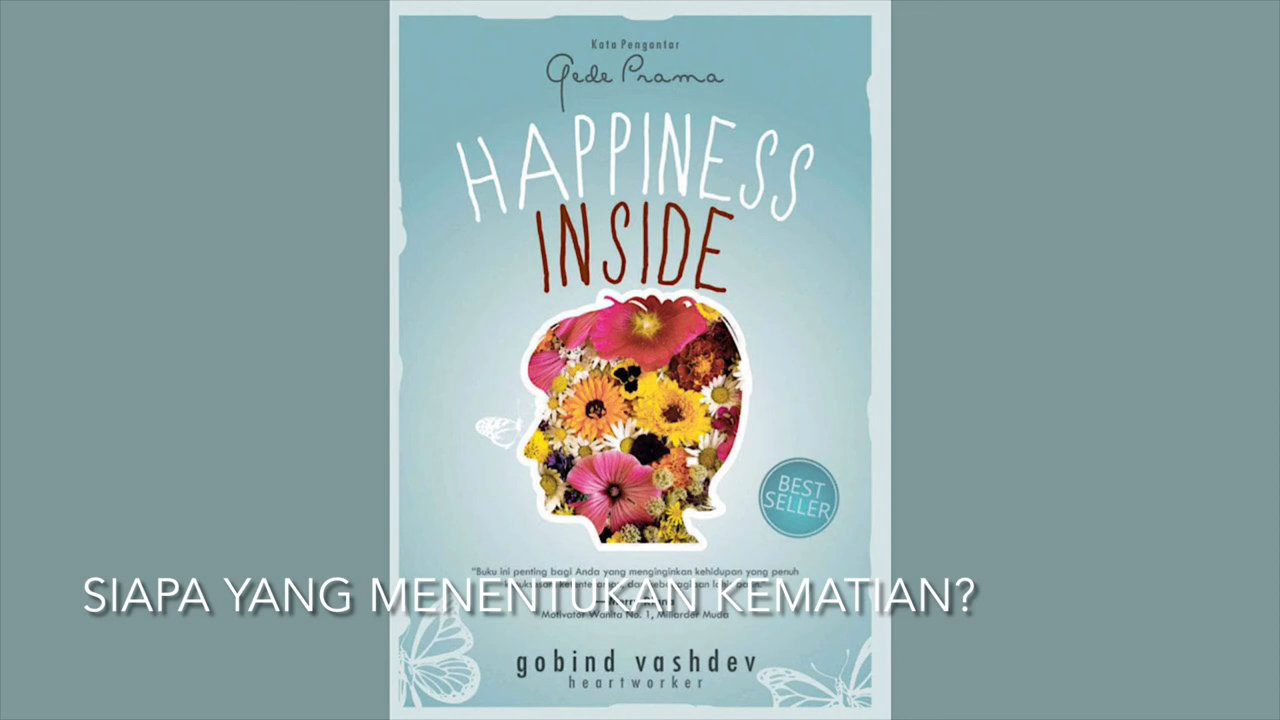 Kata Pengantar
Gede Prama
HAPPINESS
INSIDE
BEST
SELLER
"Buku ini penting bagi Anda yang menginginkan kehidupan yang penuh
SIAPA YANG MENENTUKAN KEMATIAN?
Motivator Wanita No. 1, Miliarder Muda
gobind vashdev
heartworker